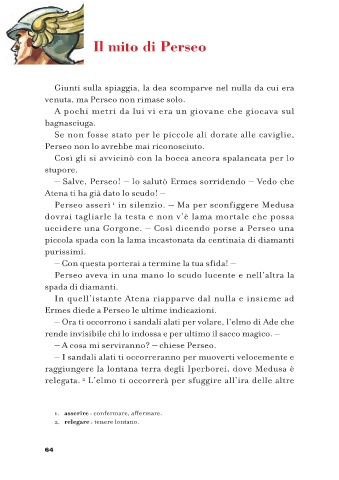 Il mito di Perseo
Giunti sulla spiaggia, la dea scomparve nel nulla da cui era
venuta, ma Perseo non rimase solo.
A pochi metri da lui vi era un giovane che giocava sul
bagnasciuga.
Se non fosse stato per le piccole ali dorate alle caviglie,
Perseo non lo avrebbe mai riconosciuto.
Così gli si avvicinò con la bocca ancora spalancata per lo
stupore.
– Salve, Perseo! – lo salutò Ermes sorridendo – Vedo che
Atena ti ha già dato lo scudo! –
Perseo asserì ¹ in silenzio. – Ma per sconfiggere Medusa
dovrai tagliarle la testa e non v'è lama mortale che possa
uccidere una Gorgone. – Così dicendo porse a Perseo una
piccola spada con la lama incastonata da centinaia di diamanti
purissimi.
– Con questa porterai a termine la tua sfida! –
Perseo aveva in una mano lo scudo lucente e nell'altra la
spada di diamanti.
In quell'istante Atena riapparve dal nulla e insieme ad
Ermes diede a Perseo le ultime indicazioni.
– Ora ti occorrono i sandali alati per volare, l'elmo di Ade che
rende invisibile chi lo indossa e per ultimo il sacco magico. –
– A cosa mi serviranno? – chiese Perseo.
– I sandali alati ti occorreranno per muoverti velocemente e
raggiungere la lontana terra degli Iperborei, dove Medusa è
relegata. ² L'elmo ti occorrerà per sfuggire all'ira delle altre
1. asserire : confermare, affermare.
2. relegare : tenere lontano.
64